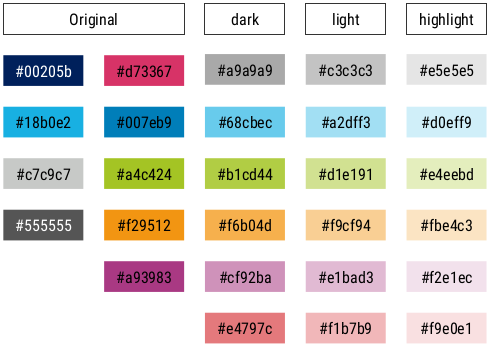 Original dark light highlight
#00205b #d73367 #a9a9a9 #c3c3c3 #e5e5e5
#18b0e2 #007eb9 #68cbec #a2dff3 #d0eff9
#c7c9c7 #a4c424 #b1cd44 #d1e191 #e4eebd
#555555 #f29512 #f6b04d #f9cf94 #fbe4c3
#a93983 #cf92ba #e1bad3 #f2e1ec
#e4797c #f1b7b9 #f9e0e1